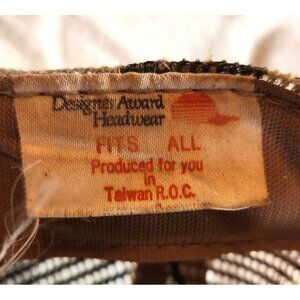 Designer Award
Headwear
FITS ALL
Produced for you
in
Taiwan R.O.C.